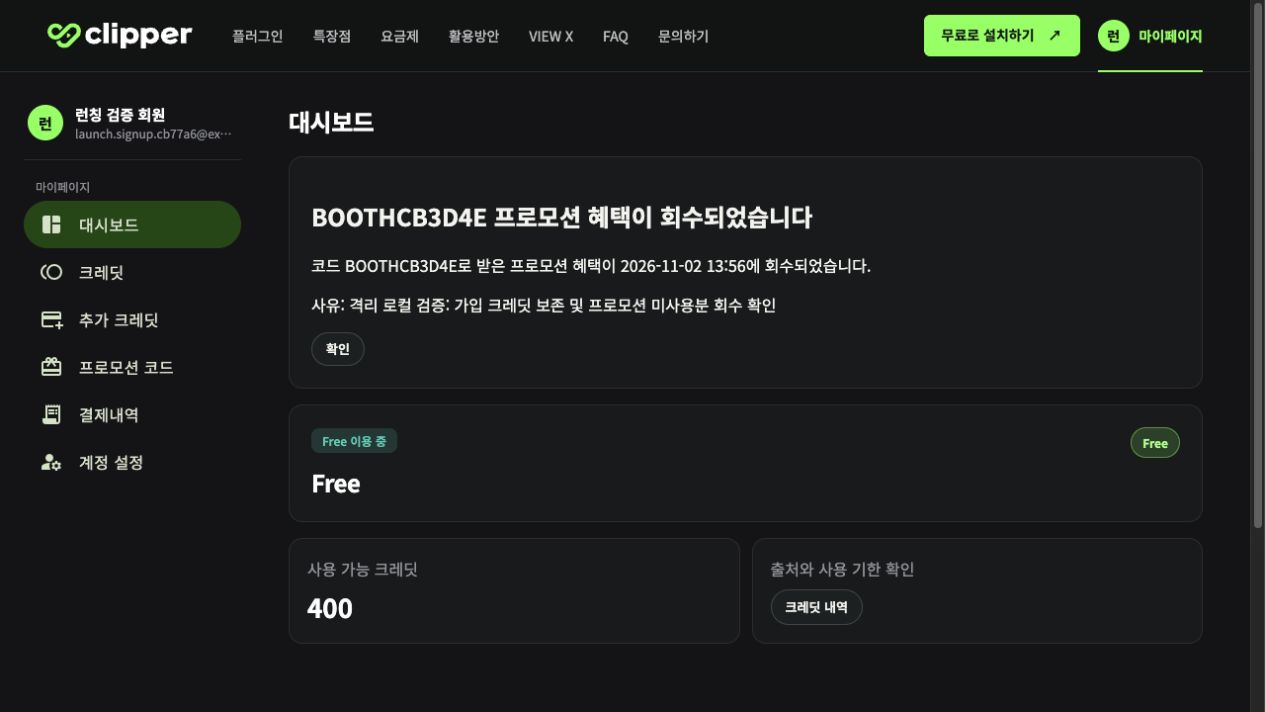 clipper
플러그인
특장점
요금제
활용방안
VIEW X
FAQ
문의하기
무료로 설치하기 ↗
런
마이페이지
런
런칭 검증 회원
launch.signup.cb77a6@ex…
마이페이지
대시보드
크레딧
추가 크레딧
프로모션 코드
결제내역
계정 설정
대시보드
BOOTHCB3D4E 프로모션 혜택이 회수되었습니다
코드 BOOTHCB3D4E로 받은 프로모션 혜택이 2026-11-02 13:56에 회수되었습니다.
사유: 격리 로컬 검증: 가입 크레딧 보존 및 프로모션 미사용분 회수 확인
확인
Free 이용 중
Free
Free
사용 가능 크레딧
400
출처와 사용 기한 확인
크레딧 내역